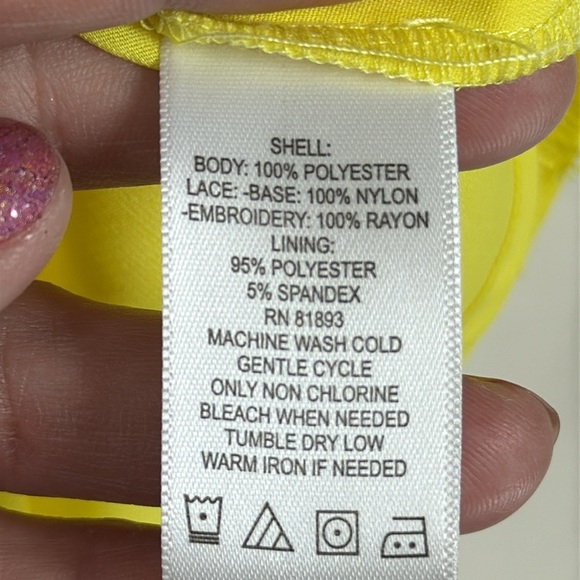 SHELL:
BODY: 100% POLYESTER
LACE: -BASE: 100% NYLON
-EMBROIDERY: 100% RAYON
LINING:
95% POLYESTER
5% SPANDEX
RN 81893
MACHINE WASH COLD
GENTLE CYCLE
ONLY NON CHLORINE
BLEACH WHEN NEEDED
TUMBLE DRY LOW
WARM IRON IF NEEDED